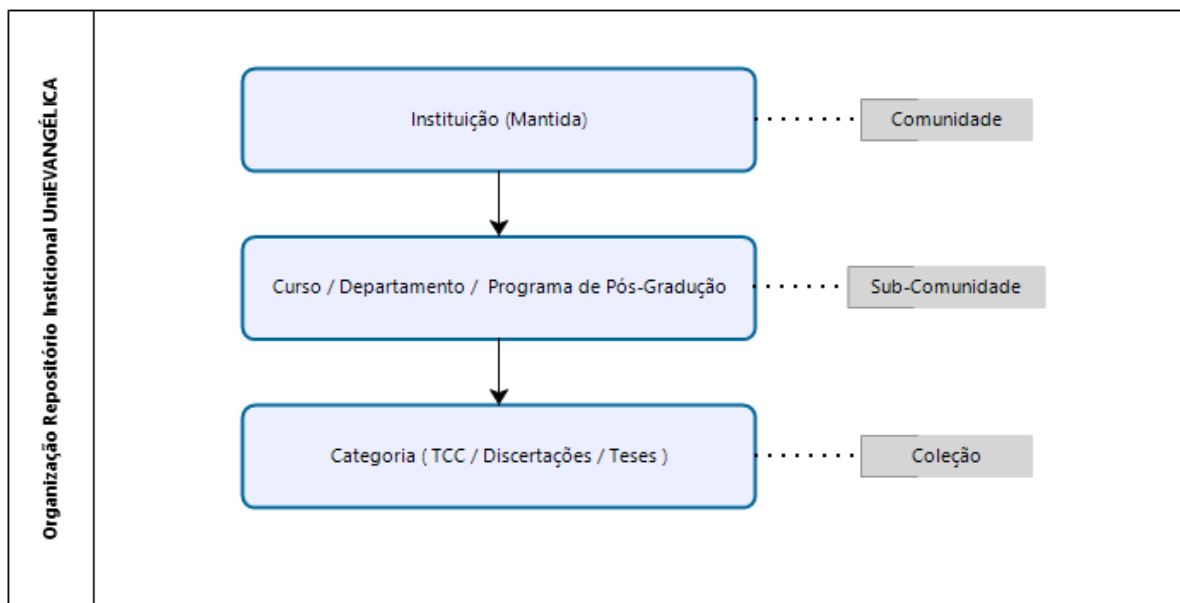 Organização Repositório Insticional UniEVANGÉLICA
Instituição (Mantida)
Comunidade
Curso / Departamento / Programa de Pós-Gradução
Sub-Comunidade
Categoria ( TCC / Discertações / Teses )
Coleção